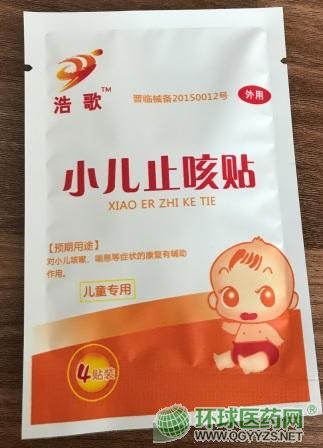 浩歌™
晋临械备20150012号
外用
小儿止咳贴
XIAO ER ZHI KE TIE
【预期用途】
对小儿咳嗽、喘息等症状的康复有辅助
作用。
儿童专用
4贴装
环球医药网®
www.QGYYZS.NET